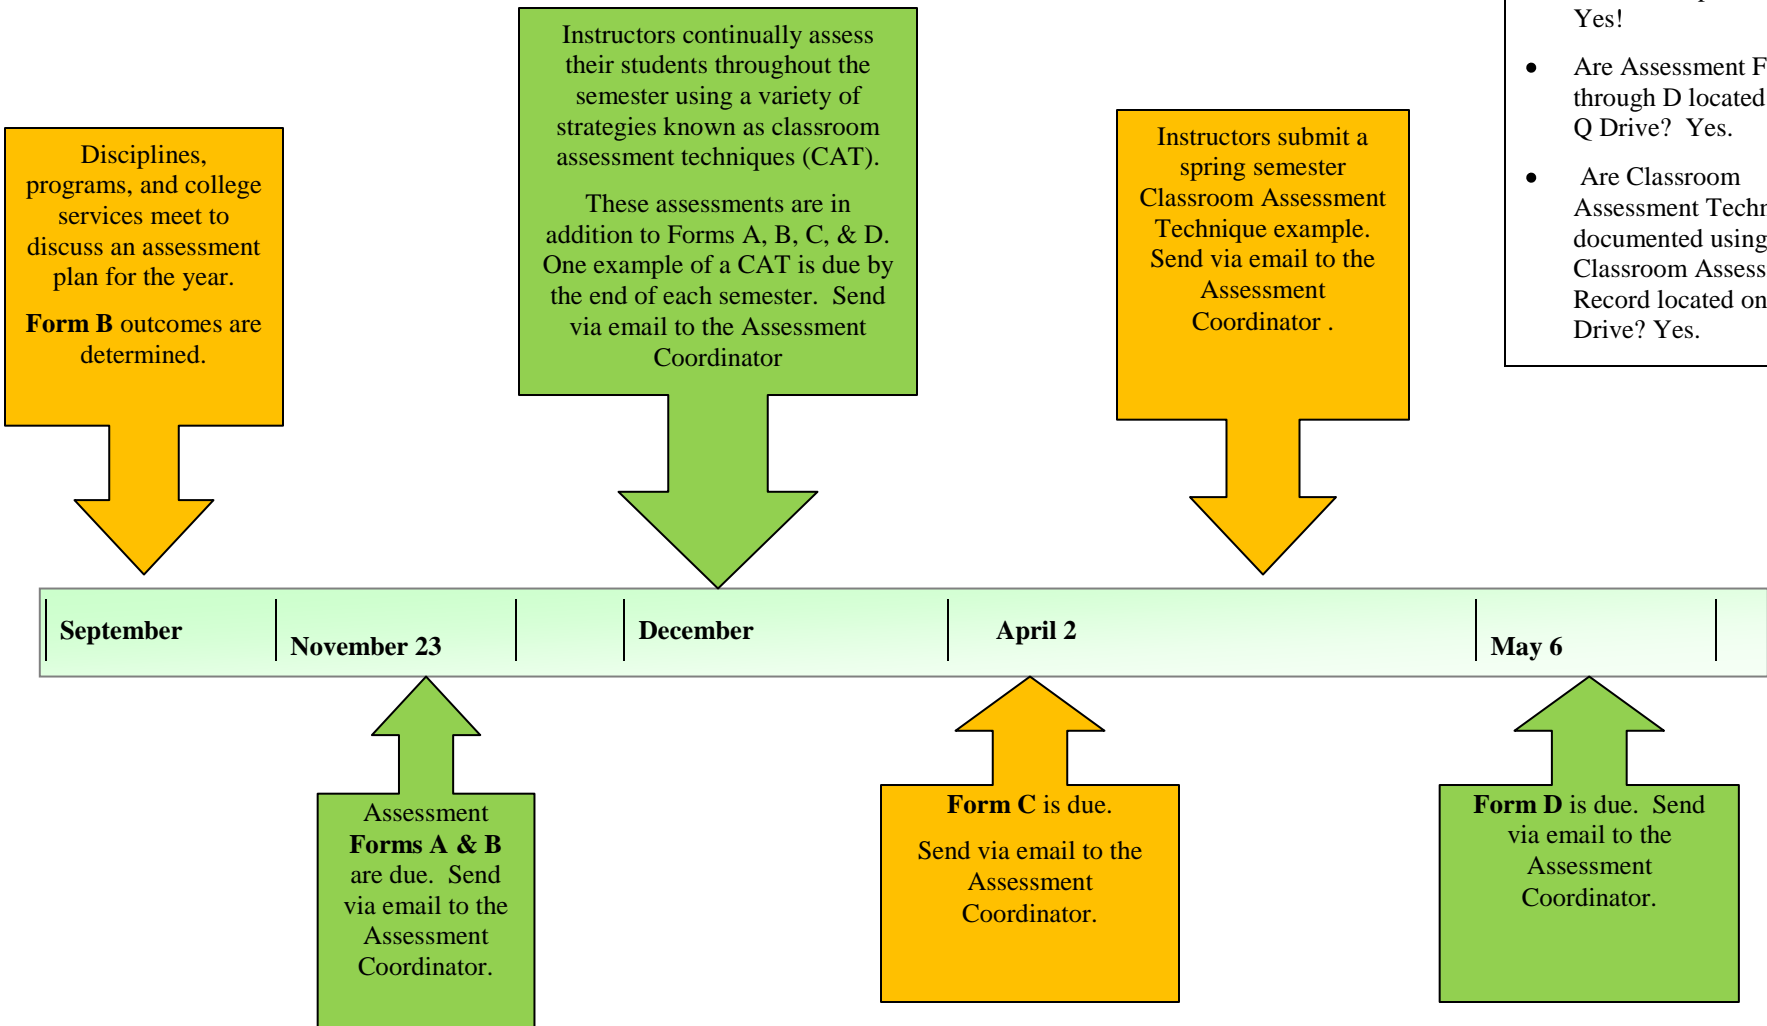 Disciplines,
programs, and college
services meet to
discuss an assessment
plan for the year.
Form B outcomes are
determined.
Instructors continually assess
their students throughout the
semester using a variety of
strategies known as classroom
assessment techniques (CAT).
These assessments are in
addition to Forms A, B, C, & D.
One example of a CAT is due by
the end of each semester. Send
via email to the Assessment
Coordinator
Instructors submit a
spring semester
Classroom Assessment
Technique example.
Send via email to the
Assessment
Coordinator .
Yes!
• Are Assessment F
through D located
Q Drive? Yes.
• Are Classroom
Assessment Techn
documented using
Classroom Assess
Record located on
Drive? Yes.
September
November 23
December
April 2
May 6
Assessment
Forms A & B
are due. Send
via email to the
Assessment
Coordinator.
Form C is due.
Send via email to the
Assessment
Coordinator.
Form D is due. Send
via email to the
Assessment
Coordinator.